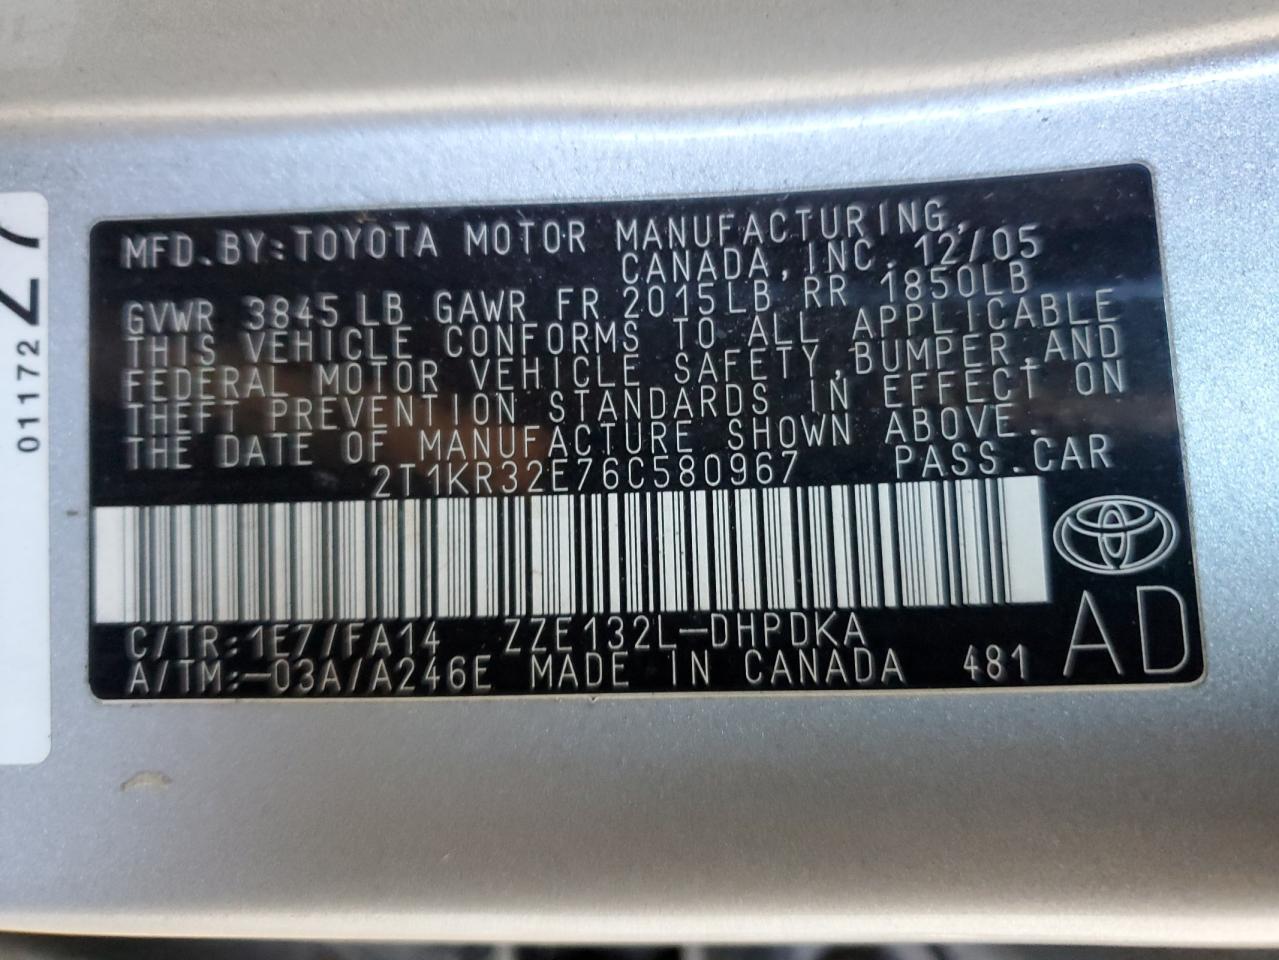 MFD.BY:TOYOTA MOTOR MANUFACTURING,
CANADA,INC. 12/05
GVWR 3845LB GAWR FR 2015LB RR 1850LB
THIS VEHICLE CONFORMS TO ALL APPLICABLE
FEDERAL MOTOR VEHICLE SAFETY,BUMPER,AND
THEFT PREVENTION STANDARDS IN EFFECT ON
THE DATE OF MANUFACTURE SHOWN ABOVE.
2T1KR32E76C580967 PASS.CAR
C/TR:1E7/FA14 ZZE132L-DHPDKA
A/TM:-03A/A246E MADE IN CANADA 481
AD
01172